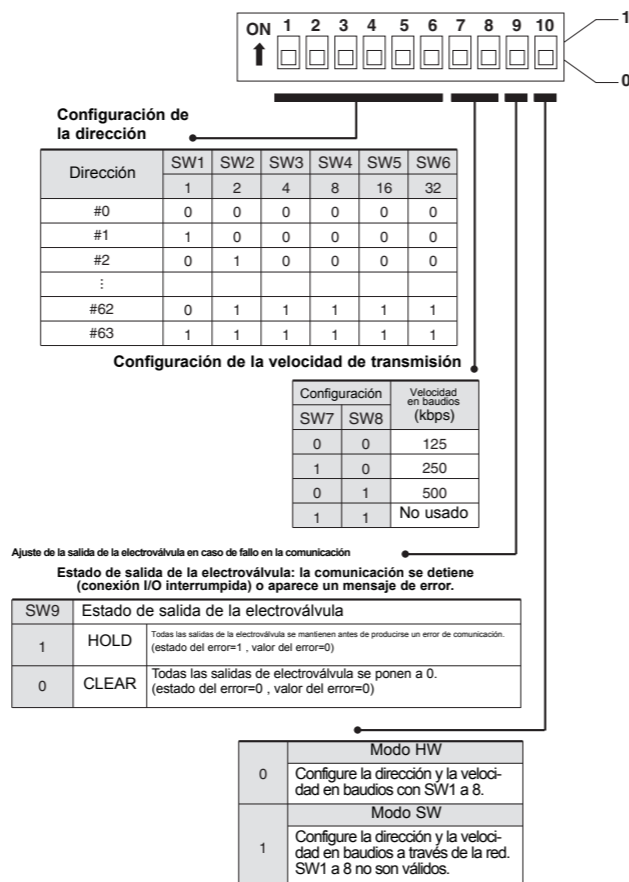 ON 1 2 3 4 5 6 7 8 9 10
1
0
Configuración de
la dirección
Dirección SW1 SW2 SW3 SW4 SW5 SW6
1 2 4 8 16 32
#0 0 0 0 0 0 0
#1 1 0 0 0 0 0
#2 0 1 0 0 0 0
⋮
#62 0 1 1 1 1 1
#63 1 1 1 1 1 1
Configuración de la velocidad de transmisión
Configuración Velocidad
en baudios
SW7 SW8 (kbps)
0 0 125
1 0 250
0 1 500
1 1 No usado
Ajuste de la salida de la electroválvula en caso de fallo en la comunicación
Estado de salida de la electroválvula: la comunicación se detiene
(conexión I/O interrumpida) o aparece un mensaje de error.
SW9 Estado de salida de la electroválvula
1 HOLD Todas las salidas de la electroválvula se mantienen antes de producirse un error de comunicación.
(estado del error=1 , valor del error=0)
0 CLEAR Todas las salidas de electroválvula se ponen a 0.
(estado del error=0 , valor del error=0)
Modo HW
0 Configure la dirección y la veloci-
dad en baudios con SW1 a 8.
Modo SW
1 Configure la dirección y la veloci-
dad en baudios a través de la red.
SW1 a 8 no son válidos.